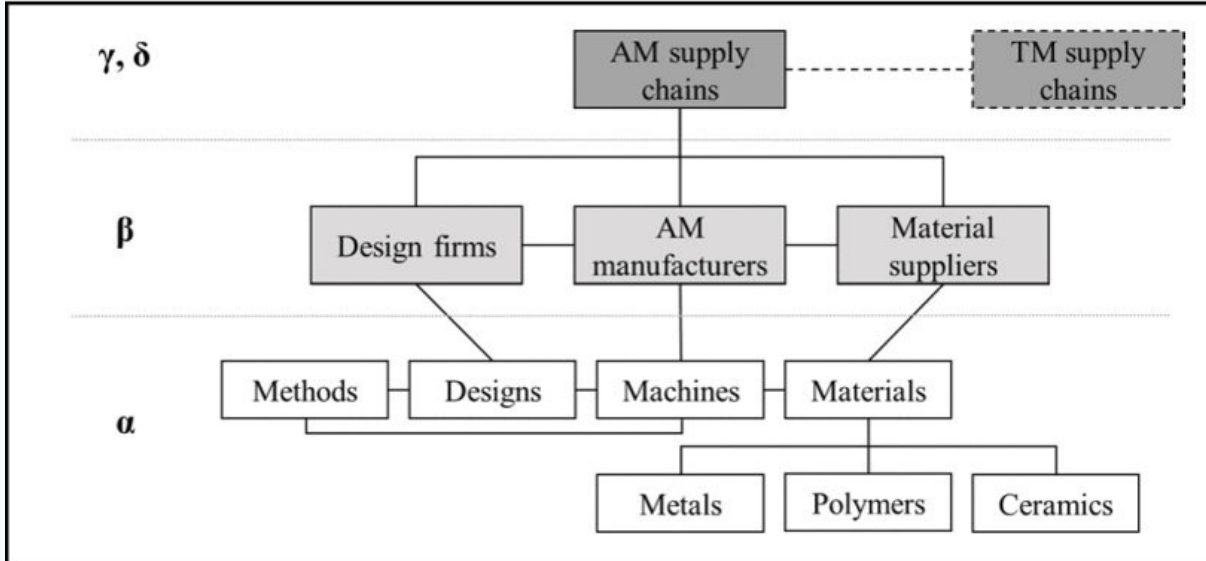 γ, δ
AM supply
chains
TM supply
chains
β
Design firms
AM
manufacturers
Material
suppliers
α
Methods
Designs
Machines
Materials
Metals
Polymers
Ceramics